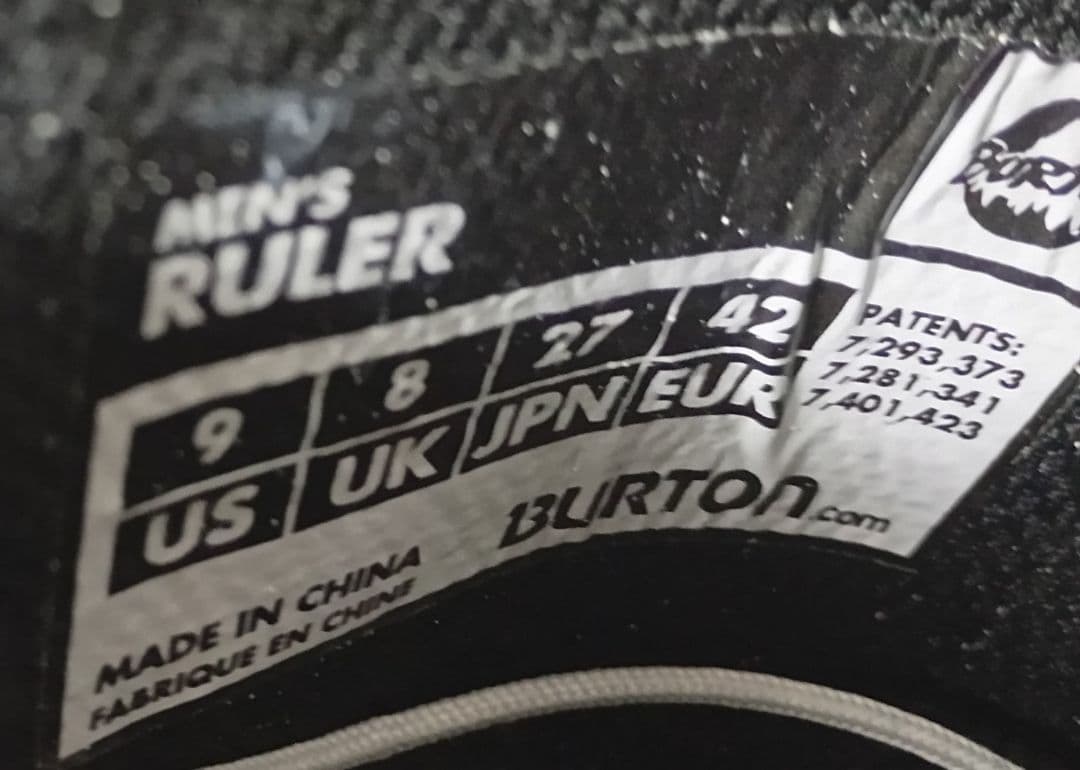 MEN'S
RULER
9 8 27 42
US UK JPN EUR
MADE IN CHINA
FABRIQUE EN CHINE
BURTON.com
PATENTS:
7,293,373
7,281,341
7,401,423